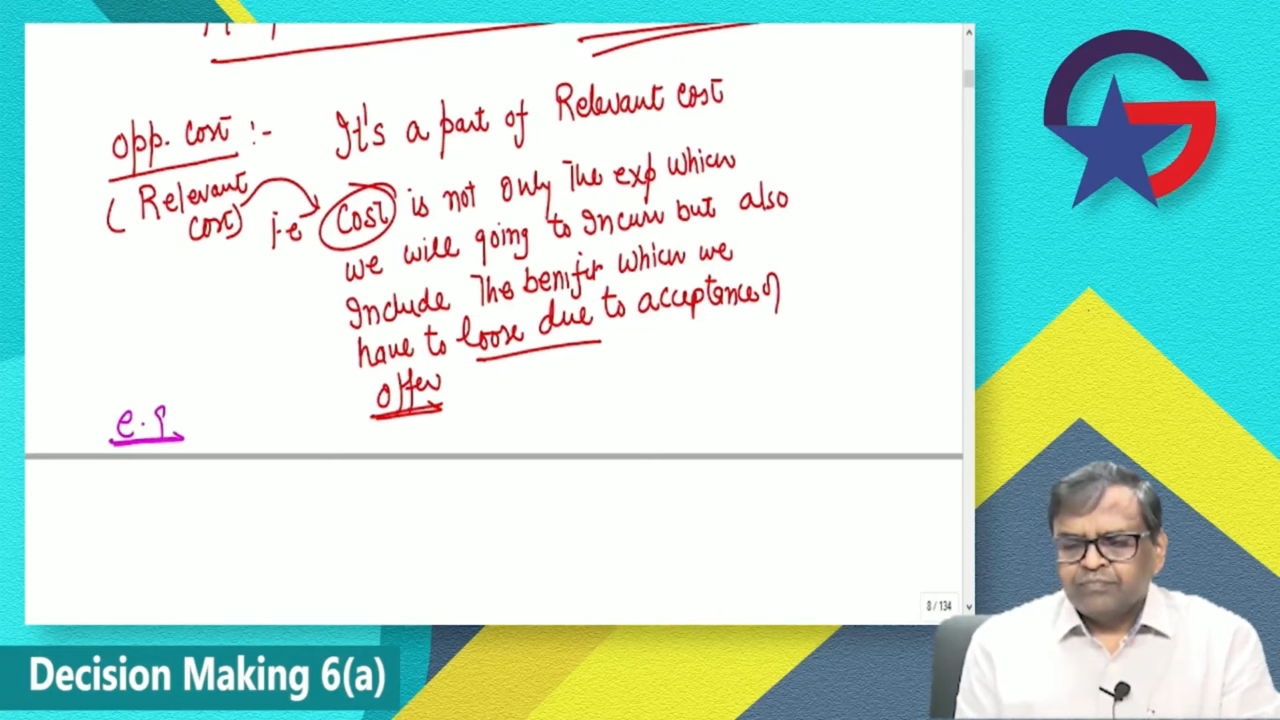 opp. cost :- It's a part of Relevant cost
(Relevant cost) i.e Cost is not only The exp which
we will going to Incurr but also
Include The benifit which we
have to loose due to acceptance of
offer
e.g
8 / 134
Decision Making 6(a)